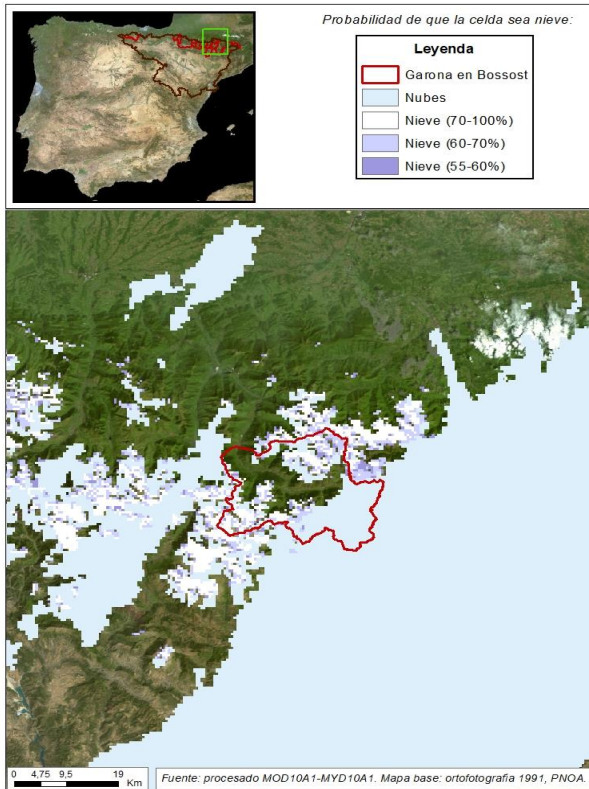 Probabilidad de que la celda sea nieve:
Leyenda
Garona en Bossost
Nubes
Nieve (70-100%)
Nieve (60-70%)
Nieve (55-60%)
0 4,75 9,5 19
Km
Fuente: procesado MOD10A1-MYD10A1. Mapa base: ortofotografia 1991, PNOA.